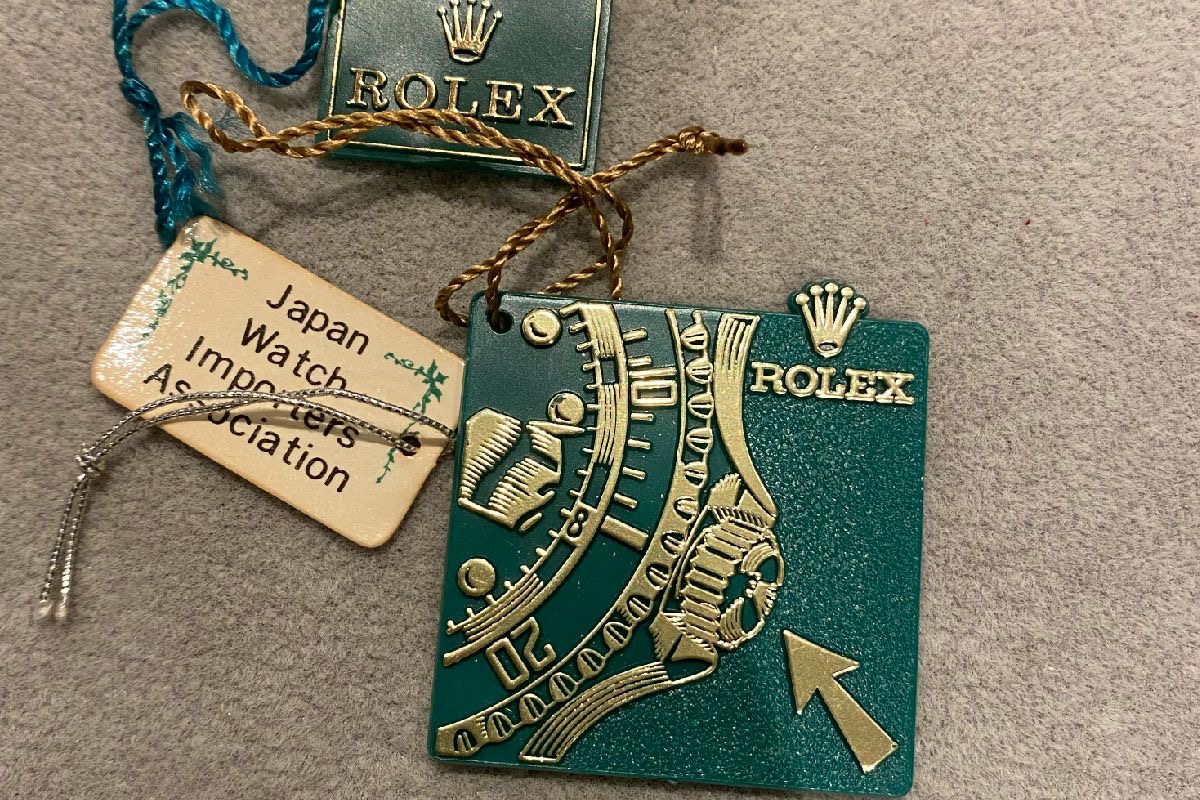 ROLEX
Japan
Watch
Importers
Association
ROLEX
10
20